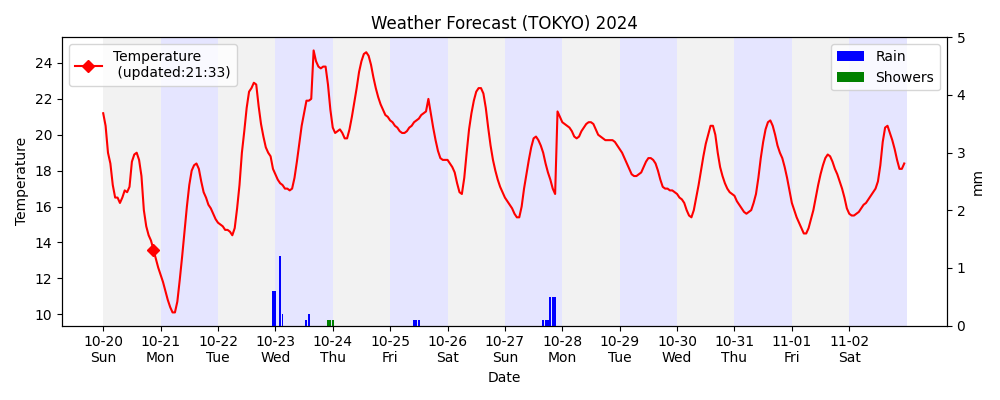 Weather Forecast (TOKYO) 2024
Temperature
(updated:21:33)
Rain
Showers
Temperature
24
22
20
18
16
14
12
10
5
4
3
2
1
0
mm
10-20 10-21 10-22 10-23 10-24 10-25 10-26 10-27 10-28 10-29 10-30 10-31 11-01 11-02
Sun Mon Tue Wed Thu Fri Sat Sun Mon Tue Wed Thu Fri Sat
Date